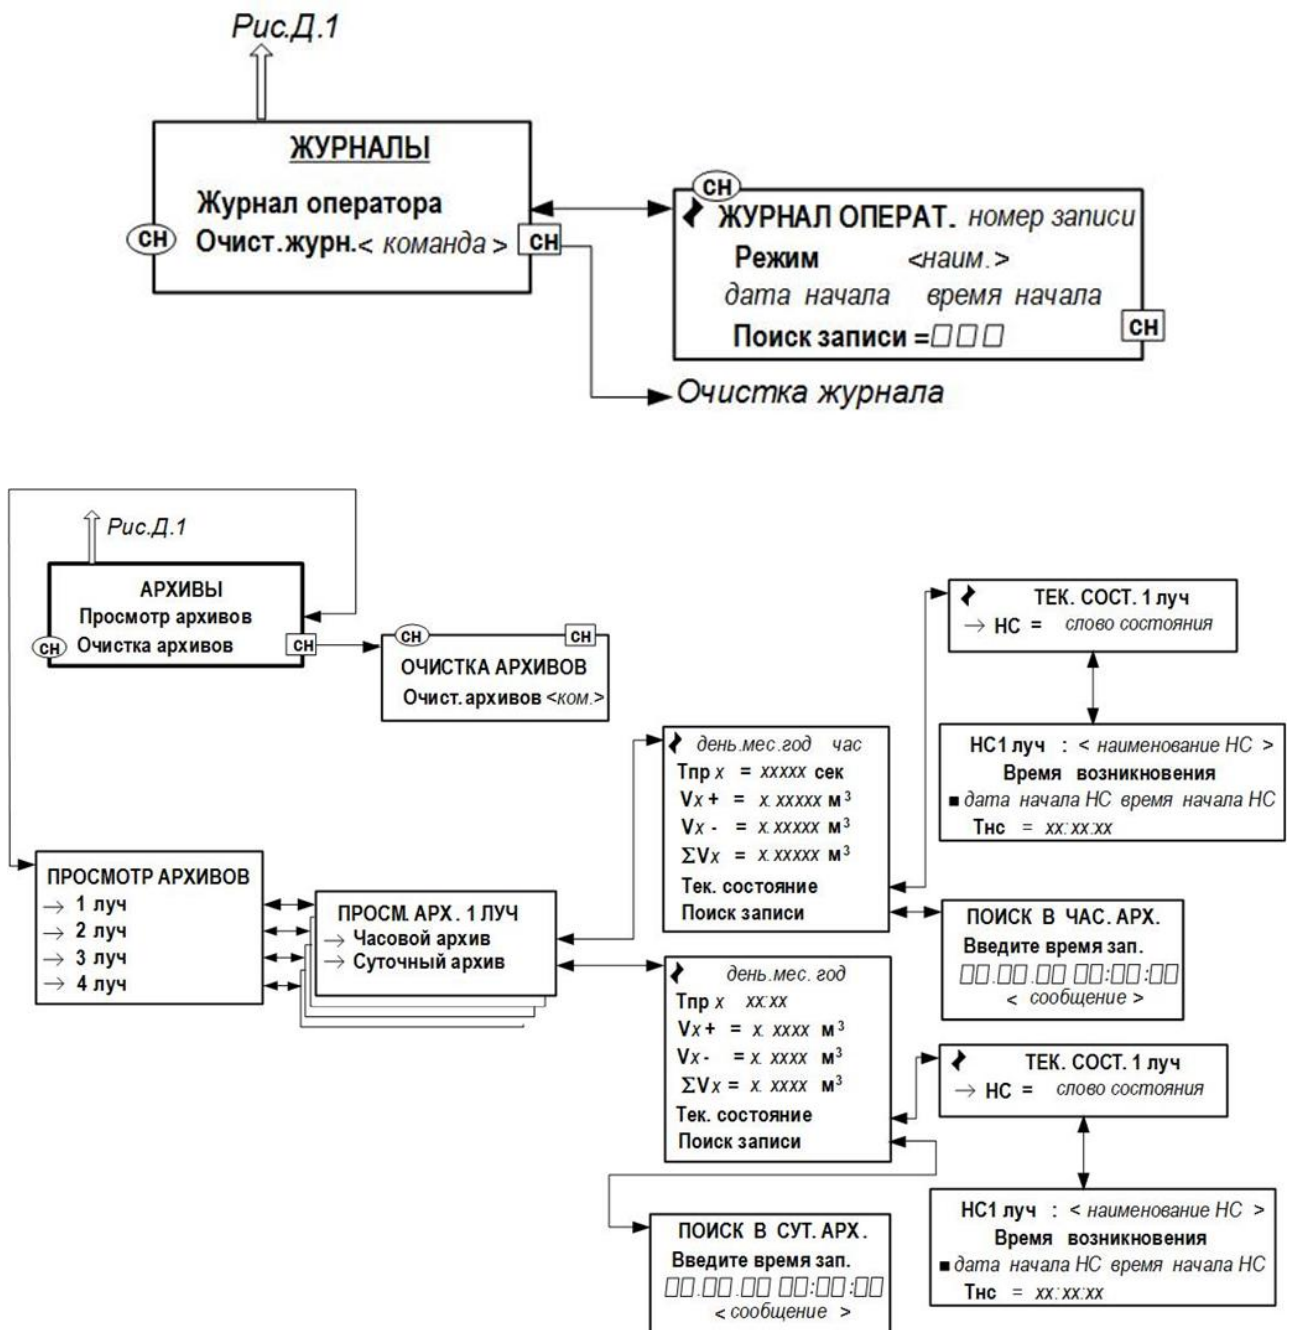 Рис.Д.1
ЖУРНАЛЫ
Журнал оператора
СН Очист.журн.< команда > СН
СН
ЖУРНАЛ ОПЕРАТ. номер записи
Режим <наим.>
дата начала время начала
СН
Поиск записи =□□□
Очистка журнала
Рис.Д.1
АРХИВЫ
Просмотр архивов
СН Очистка архивов СН
СН СН
ОЧИСТКА АРХИВОВ
Очист.архивов <ком.>
ПРОСМОТР АРХИВОВ
→ 1 луч
→ 2 луч
→ 3 луч
→ 4 луч
ПРОСМ. АРХ. 1 ЛУЧ
→ Часовой архив
→ Суточный архив
день.мес.год час
Тпр x = xxxxx сек
Vx + = x.xxxxx м³
Vx - = x.xxxxx м³
ΣVx = x.xxxxx м³
Тек. состояние
Поиск записи
ТЕК. СОСТ. 1 луч
→ НС = слово состояния
НС1 луч : < наименование НС >
Время возникновения
■ дата начала НС время начала НС
Тнс = xx:xx:xx
ПОИСК В ЧАС. АРХ.
Введите время зап.
□□.□□.□□ □□:□□:□□
< сообщение >
день.мес. год
Тпр x xx:xx
Vx + = x. xxxx м³
Vx - = x. xxxx м³
ΣVx = x. xxxx м³
Тек. состояние
Поиск записи
ТЕК. СОСТ. 1 луч
→ НС = слово состояния
НС1 луч : < наименование НС >
Время возникновения
■ дата начала НС время начала НС
Тнс = xx:xx:xx
ПОИСК В СУТ. АРХ.
Введите время зап.
□□.□□.□□ □□:□□:□□
< сообщение >